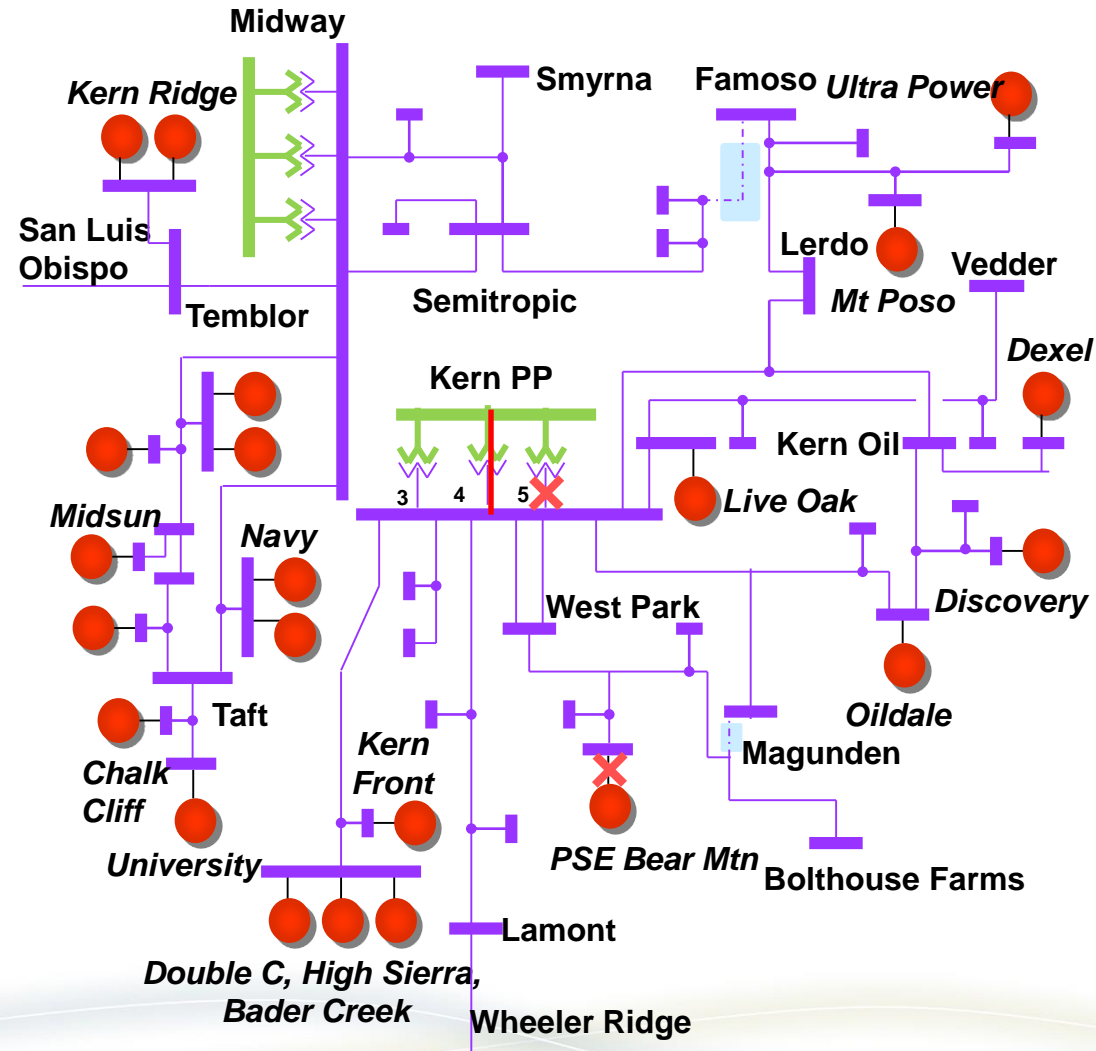 Midway
Kern Ridge
Smyrna
Famoso
Ultra Power
San Luis
Obispo
Temblor
Semitropic
Lerdo
Mt Poso
Vedder
Dexel
Kern PP
3
4
5
Kern Oil
Live Oak
Midsun
Navy
West Park
Discovery
Taft
Oildale
Magunden
Chalk
Cliff
Kern
Front
University
PSE Bear Mtn
Bolthouse Farms
Lamont
Double C, High Sierra,
Bader Creek
Wheeler Ridge